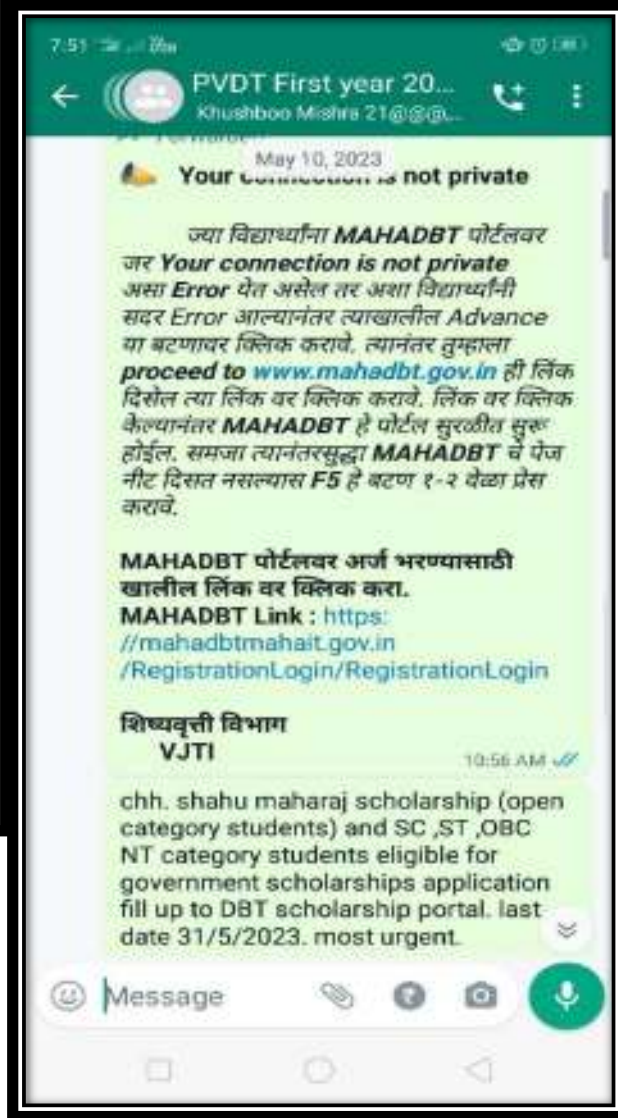 7:51
PVDT First year 20...
Khushboo Mishra 21@@@...
Forwarded
May 10, 2023
Your connection is not private
ज्या विद्यार्थ्यांना MAHADBT पोर्टलवर
जर Your connection is not private
असा Error येत असेल तर अशा विद्यार्थ्यांनी
सदर Error आल्यानंतर त्याखालील Advance
या बटणावर क्लिक करावे. त्यानंतर तुम्हाला
proceed to www.mahadbt.gov.in ही लिंक
दिसेल त्या लिंक वर क्लिक करावे. लिंक वर क्लिक
केल्यानंतर MAHADBT हे पोर्टल सुरळीत सुरू
होईल. समजा त्यानंतरसुद्धा MAHADBT चे पेज
नीट दिसत नसल्यास F5 हे बटण १-२ वेळा प्रेस
करावे.
MAHADBT पोर्टलवर अर्ज भरण्यासाठी
खालील लिंक वर क्लिक करा.
MAHADBT Link : https:
//mahadbtmahait.gov.in
/RegistrationLogin/RegistrationLogin
शिष्यवृत्ती विभाग
VJTI
10:56 AM
chh. shahu maharaj scholarship (open
category students) and SC ,ST ,OBC
NT category students eligible for
government scholarships application
fill up to DBT scholarship portal. last
date 31/5/2023. most urgent.
Message